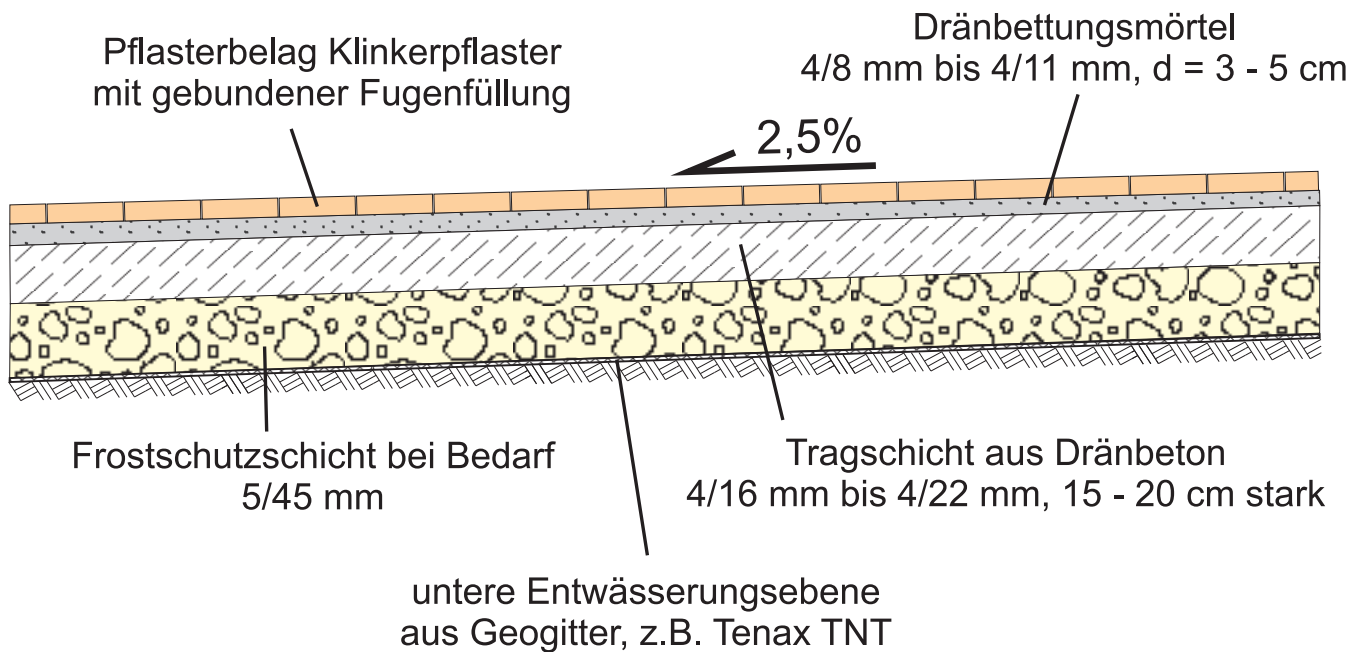 Pflasterbelag Klinkerpflaster
mit gebundener Fugenfüllung
Dränbettungsmörtel
4/8 mm bis 4/11 mm, d = 3 - 5 cm
2,5%
Frostschutzschicht bei Bedarf
5/45 mm
Tragschicht aus Dränbeton
4/16 mm bis 4/22 mm, 15 - 20 cm stark
untere Entwässerungsebene
aus Geogitter, z.B. Tenax TNT